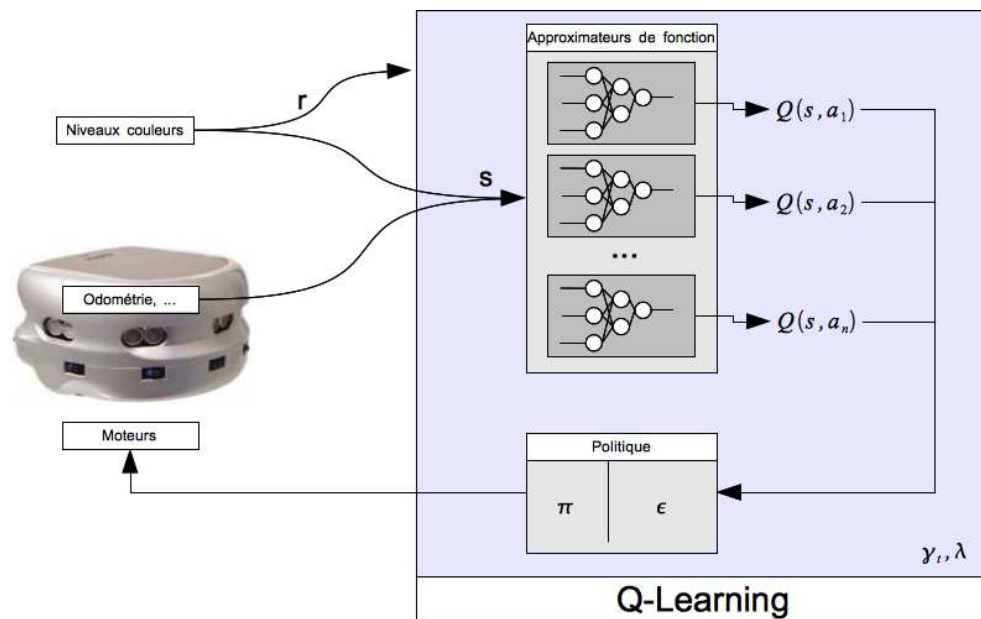 Approximateurs de fonction
r
Niveaux couleurs
Q(s,a₁)
s
Q(s,a₂)
...
Odométrie, ...
Q(s,aₙ)
Moteurs
Politique
π
ϵ
γₜ,λ
Q-Learning